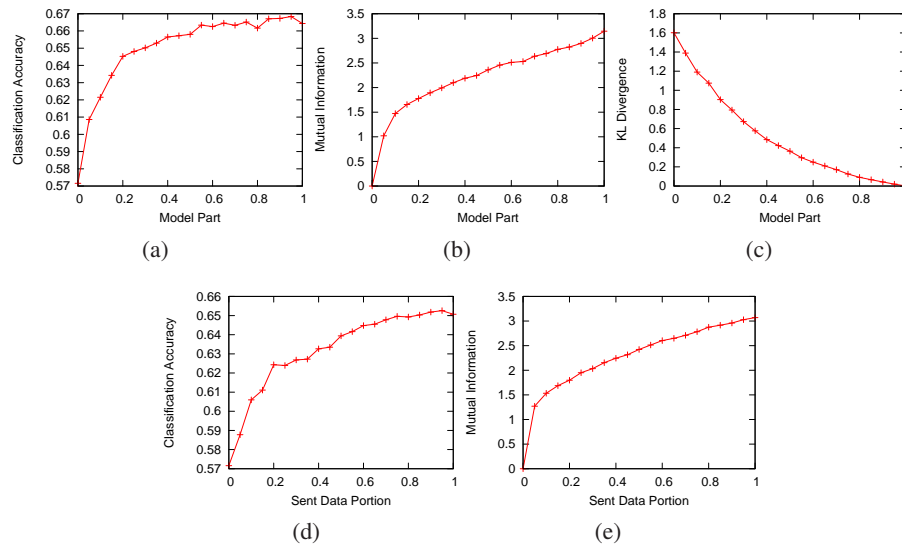 0.67
0.66
0.65
0.64
0.63
0.62
0.61
0.6
0.59
0.58
0.57
0 0.2 0.4 0.6 0.8 1
Classification Accuracy
Model Part
(a)
3.5
3
2.5
2
1.5
1
0.5
0
0 0.2 0.4 0.6 0.8 1
Mutual Information
Model Part
(b)
1.8
1.6
1.4
1.2
1
0.8
0.6
0.4
0.2
0
0 0.2 0.4 0.6 0.8 1
KL Divergence
Model Part
(c)
0.66
0.65
0.64
0.63
0.62
0.61
0.6
0.59
0.58
0.57
0 0.2 0.4 0.6 0.8 1
Classification Accuracy
Sent Data Portion
(d)
3.5
3
2.5
2
1.5
1
0.5
0
0 0.2 0.4 0.6 0.8 1
Mutual Information
Sent Data Portion
(e)